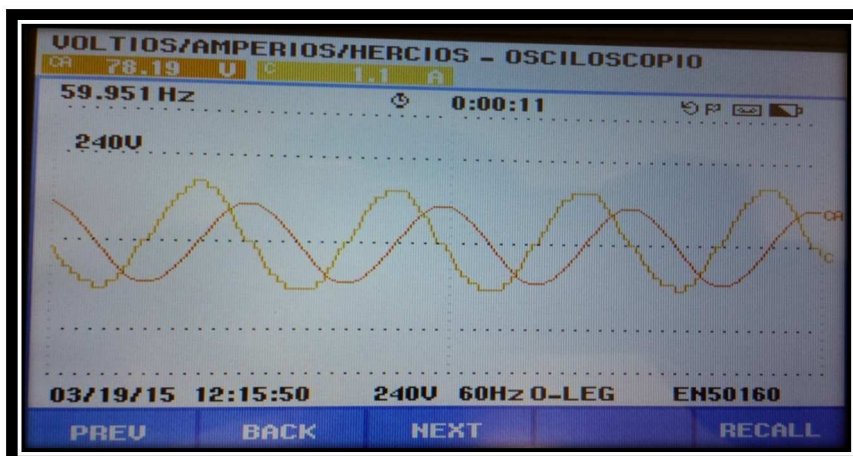 VOLTIOS/AMPERIOS/HERCIOS - OSCILOSCOPIO
CA 78.19 V C 1.1 A
59.951 Hz 0:00:11
240V
CA
C
03/19/15 12:15:50 240V 60Hz 0-LEG EN50160
PREV BACK NEXT RECALL